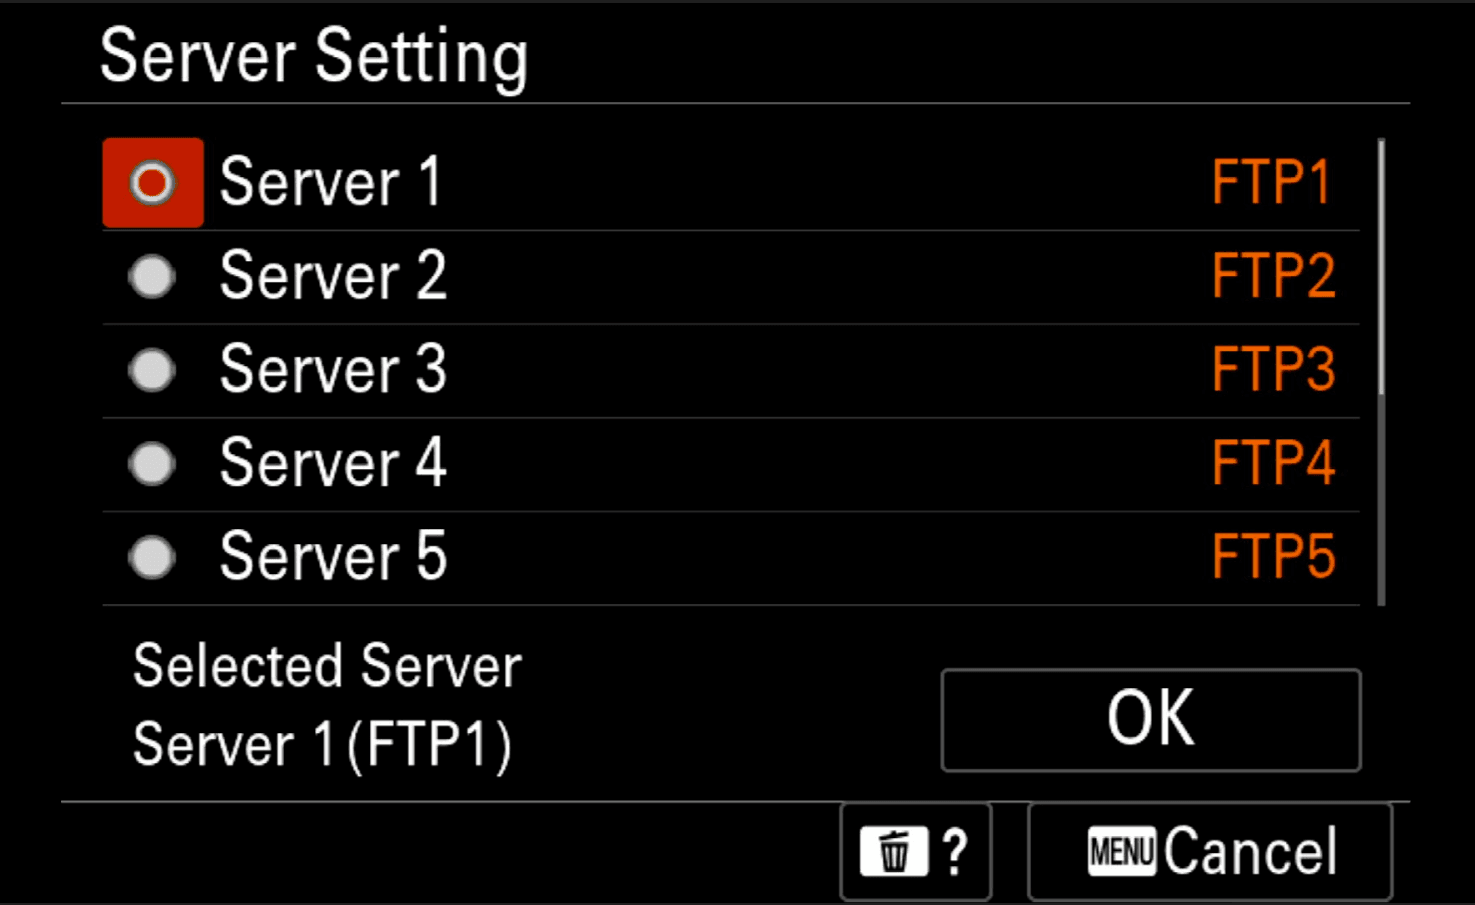 Server Setting
Server 1 FTP1
Server 2 FTP2
Server 3 FTP3
Server 4 FTP4
Server 5 FTP5
Selected Server
Server 1(FTP1)
OK
? MENU Cancel